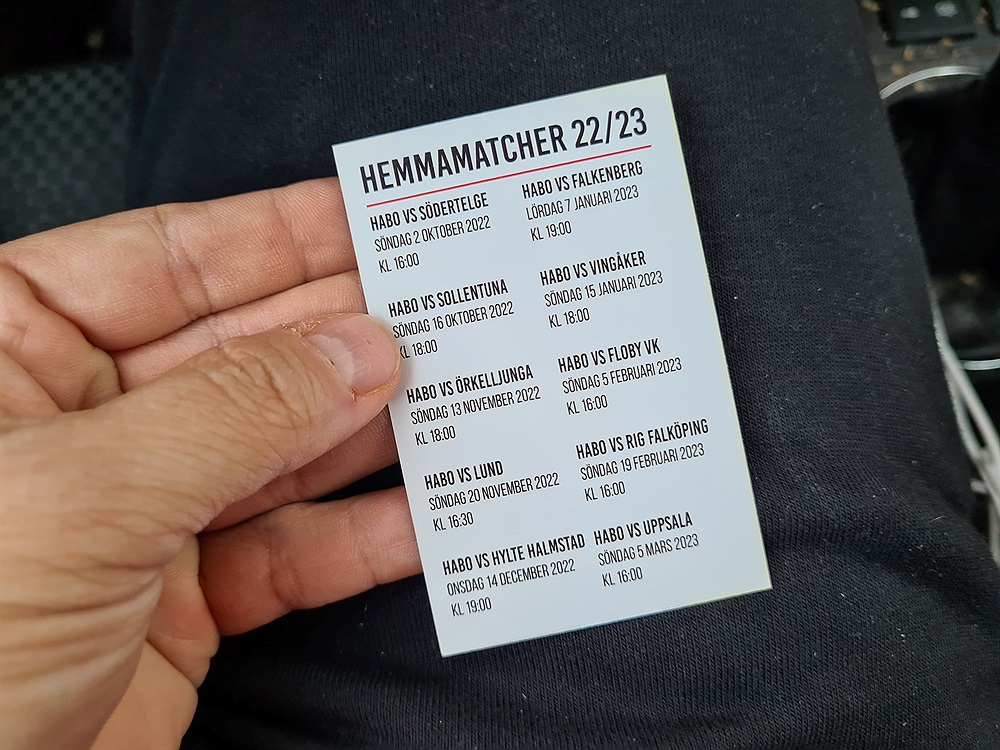 HEMMAMATCHER 22/23
HABO VS SÖDERTELGE
SÖNDAG 2 OKTOBER 2022
KL 16:00
HABO VS SOLLENTUNA
SÖNDAG 16 OKTOBER 2022
KL 18:00
HABO VS ÖRKELLJUNGA
SÖNDAG 13 NOVEMBER 2022
KL 18:00
HABO VS LUND
SÖNDAG 20 NOVEMBER 2022
KL 16:30
HABO VS HYLTE HALMSTAD
ONSDAG 14 DECEMBER 2022
KL 19:00
HABO VS FALKENBERG
LÖRDAG 7 JANUARI 2023
KL 19:00
HABO VS VINGÅKER
SÖNDAG 15 JANUARI 2023
KL 18:00
HABO VS FLOBY VK
SÖNDAG 5 FEBRUARI 2023
KL 16:00
HABO VS RIG FALKÖPING
SÖNDAG 19 FEBRUARI 2023
KL 16:00
HABO VS UPPSALA
SÖNDAG 5 MARS 2023
KL 16:00